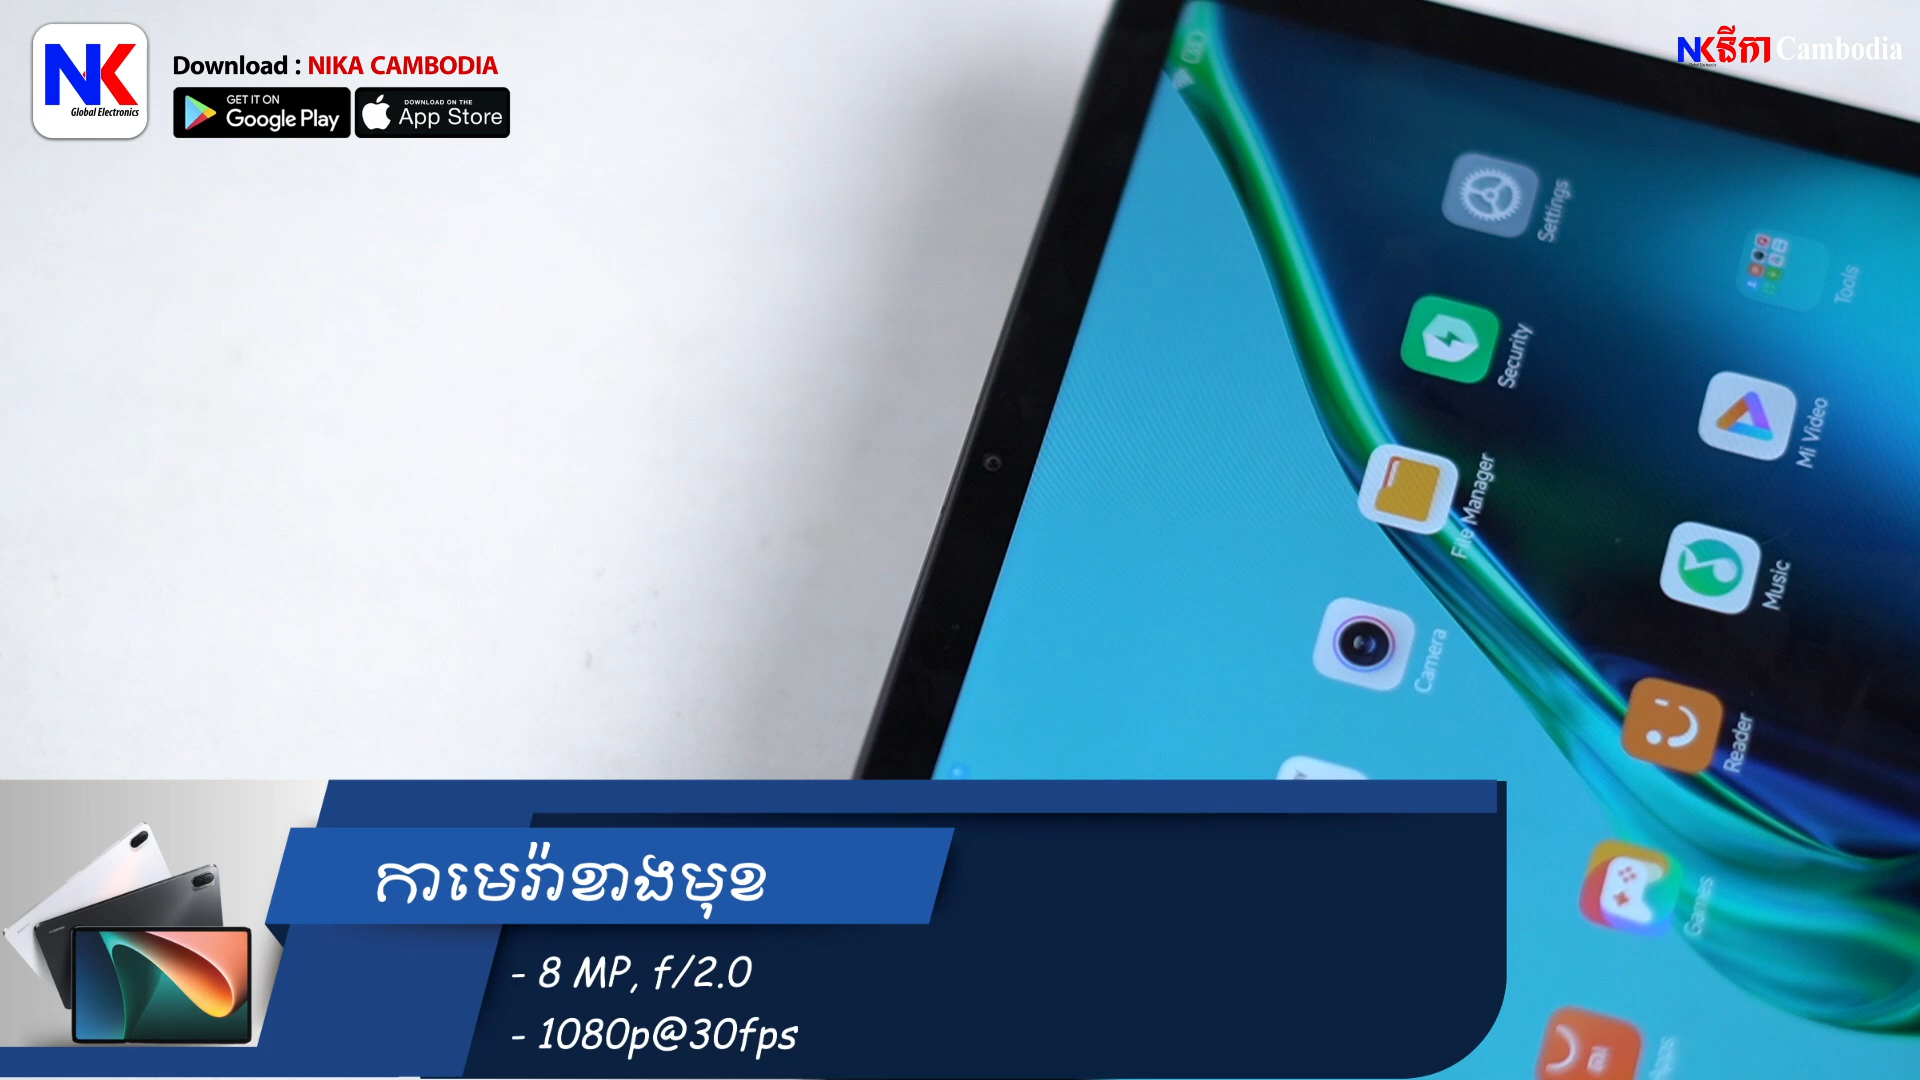 NK
Global Electronics
Download : NIKA CAMBODIA
GET IT ON
Google Play
DOWNLOAD ON THE
App Store
NK នីកា Cambodia
Settings
Tools
Security
Mi Video
File Manager
Music
Camera
Reader
Games
កាមេរ៉ាខាងមុខ
- 8 MP, f/2.0
- 1080p@30fps